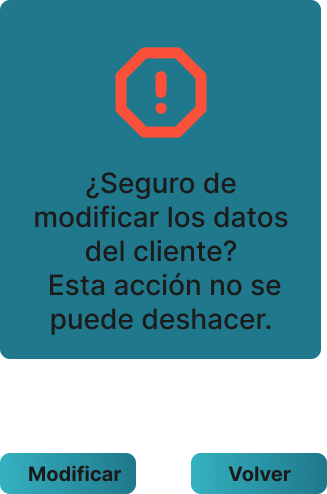 ¿Seguro de
modificar los datos
del cliente?
Esta acción no se
puede deshacer.
Modificar
Volver